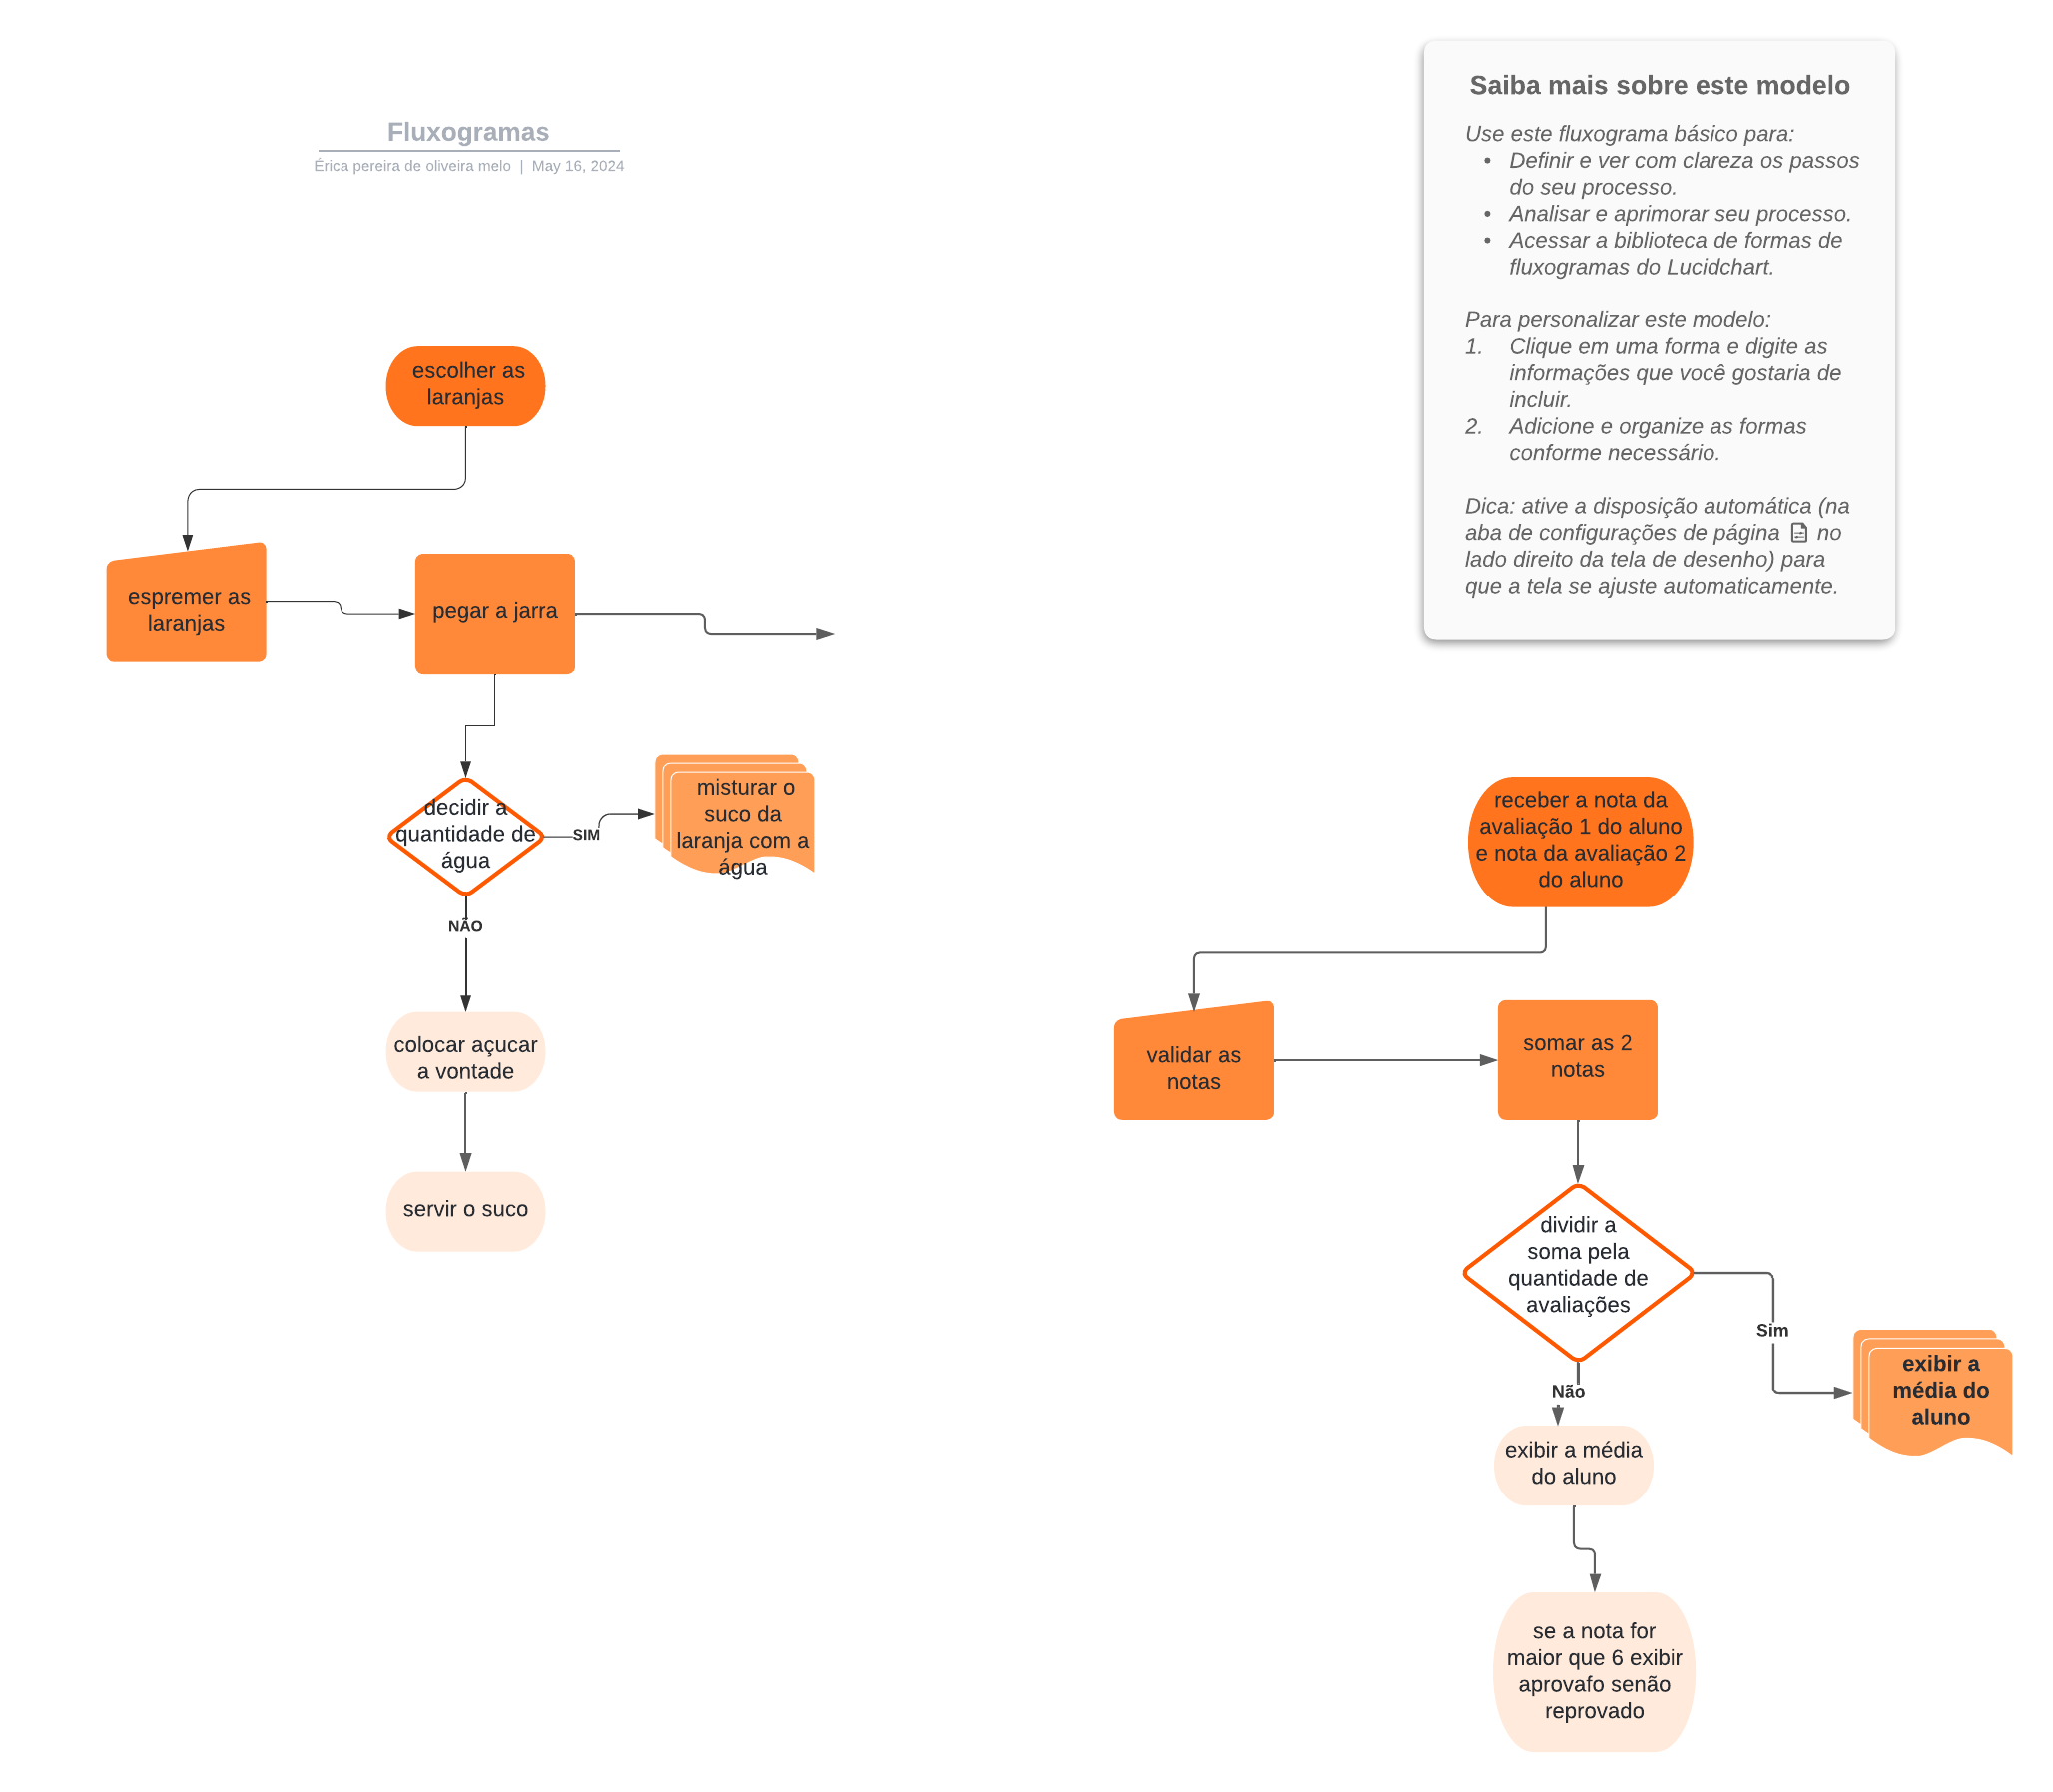 Fluxogramas
Érica pereira de oliveira melo | May 16, 2024
Saiba mais sobre este modelo
Use este fluxograma básico para:
• Definir e ver com clareza os passos
do seu processo.
• Analisar e aprimorar seu processo.
• Acessar a biblioteca de formas de
fluxogramas do Lucidchart.
Para personalizar este modelo:
1. Clique em uma forma e digite as
informações que você gostaria de
incluir.
2. Adicione e organize as formas
conforme necessário.
Dica: ative a disposição automática (na
aba de configurações de página no
lado direito da tela de desenho) para
que a tela se ajuste automaticamente.
escolher as
laranjas
espremer as
laranjas
pegar a jarra
decidir a
quantidade de
água
SIM
misturar o
suco da
laranja com a
água
NÃO
colocar açucar
a vontade
servir o suco
receber a nota da
avaliação 1 do aluno
e nota da avaliação 2
do aluno
validar as
notas
somar as 2
notas
dividir a
soma pela
quantidade de
avaliações
Sim
exibir a
média do
aluno
Não
exibir a média
do aluno
se a nota for
maior que 6 exibir
aprovafo senão
reprovado